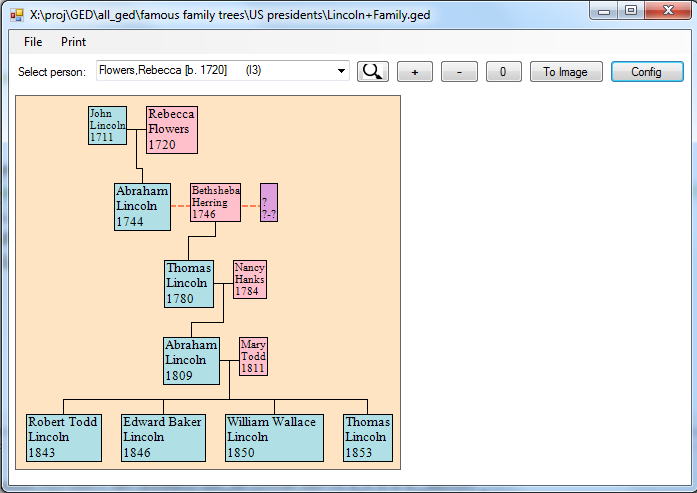 X:\proj\GED\all_ged\famous family trees\US presidents\Lincoln+Family.ged
File Print
Select person: Flowers,Rebecca [b. 1720] (I3) + - 0 To Image Config
John
Lincoln
1711
Rebecca
Flowers
1720
Abraham
Lincoln
1744
Bethsheba
Herring
1746
?
?-?
Thomas
Lincoln
1780
Nancy
Hanks
1784
Abraham
Lincoln
1809
Mary
Todd
1811
Robert Todd
Lincoln
1843
Edward Baker
Lincoln
1846
William Wallace
Lincoln
1850
Thomas
Lincoln
1853